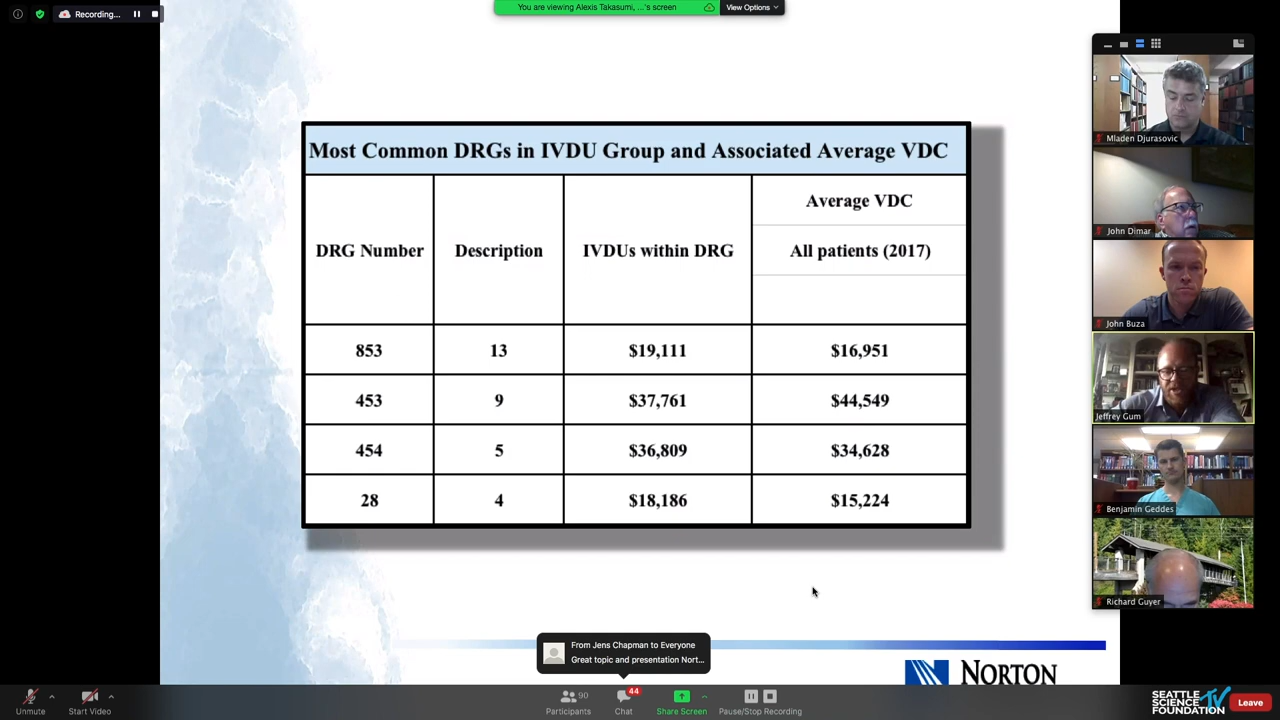 Recording...
You are viewing Alexis Takasumi, ...'s screen
View Options
Most Common DRGs in IVDU Group and Associated Average VDC
DRG Number
Description
IVDUs within DRG
Average VDC
All patients (2017)
853 13 $19,111 $16,951
453 9 $37,761 $44,549
454 5 $36,809 $34,628
28 4 $18,186 $15,224
Mladen Djurasovic
John Dimar
John Buza
Jeffrey Gum
Benjamin Geddes
Richard Guyer
From Jens Chapman to Everyone
Great topic and presentation Nort...
NORTON
Unmute
Start Video
90
Participants
44
Chat
Share Screen
Pause/Stop Recording
SEATTLE
SCIENCE TV
FOUNDATION
Leave